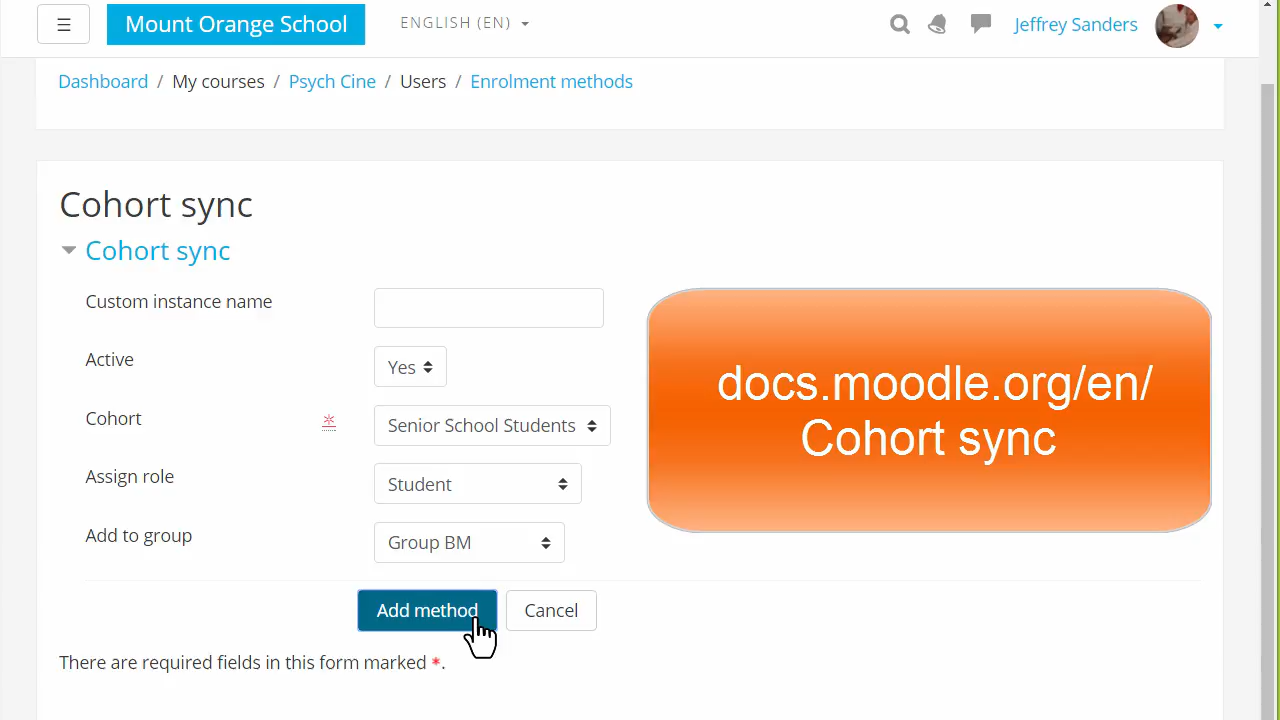 Mount Orange School
ENGLISH (EN)
Jeffrey Sanders
Dashboard / My courses / Psych Cine / Users / Enrolment methods
Cohort sync
Cohort sync
Custom instance name
Active
Yes
Cohort
*
Senior School Students
Assign role
Student
Add to group
Group BM
docs.moodle.org/en/
Cohort sync
Add method
Cancel
There are required fields in this form marked *.